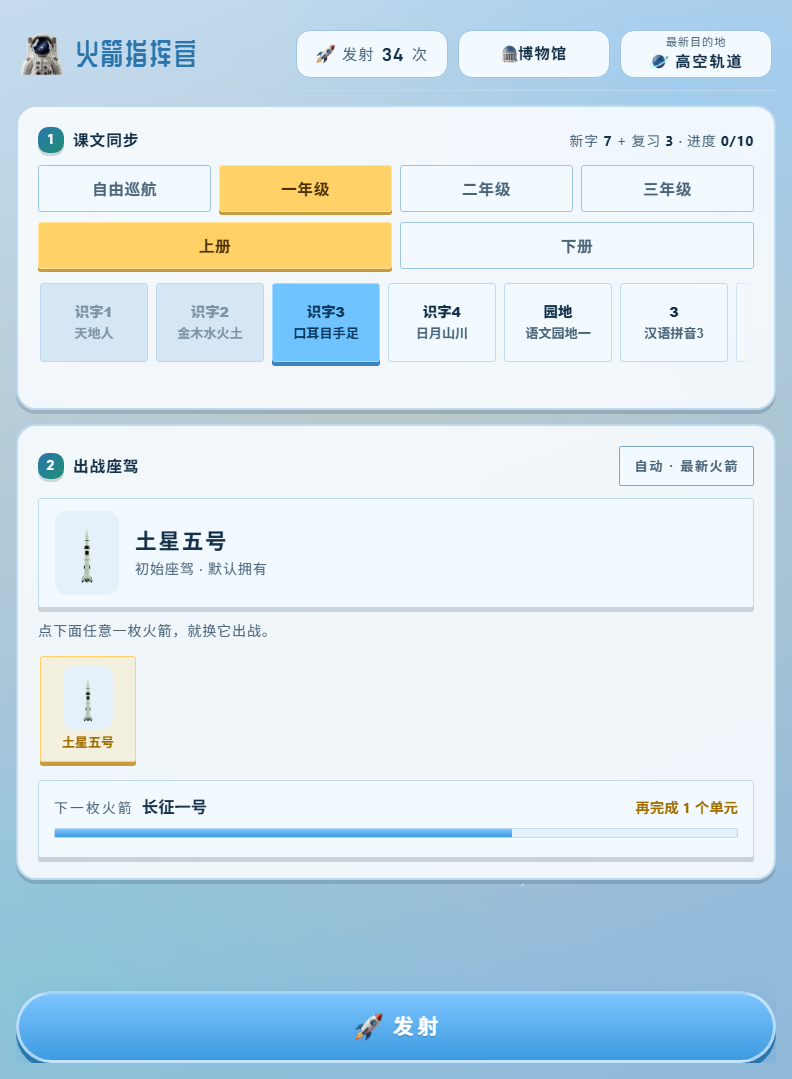 火箭指挥官
发射 34 次
博物馆
最新目的地
高空轨道
1 课文同步
新字 7 + 复习 3 · 进度 0/10
自由巡航
一年级
二年级
三年级
上册
下册
识字1
天地人
识字2
金木水火土
识字3
口耳目手足
识字4
日月山川
园地
语文园地一
3
汉语拼音3
2 出战座驾
自动 · 最新火箭
土星五号
初始座驾 · 默认拥有
点下面任意一枚火箭，就换它出战。
土星五号
下一枚火箭 长征一号
再完成 1 个单元
发射